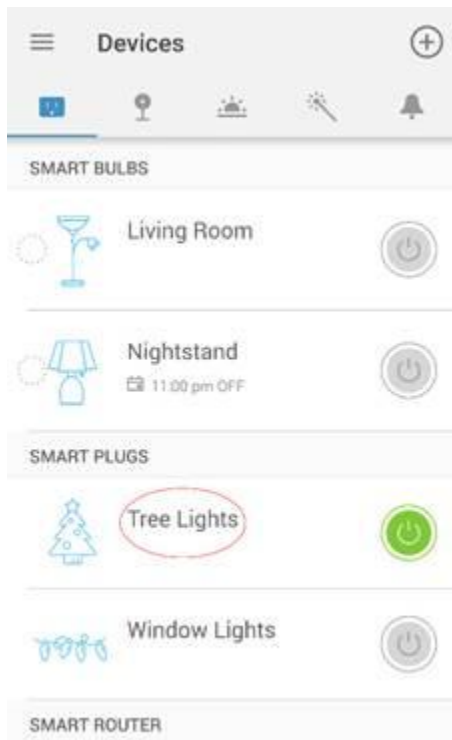 Devices
SMART BULBS
Living Room
Nightstand
11:00 pm OFF
SMART PLUGS
Tree Lights
Window Lights
SMART ROUTER